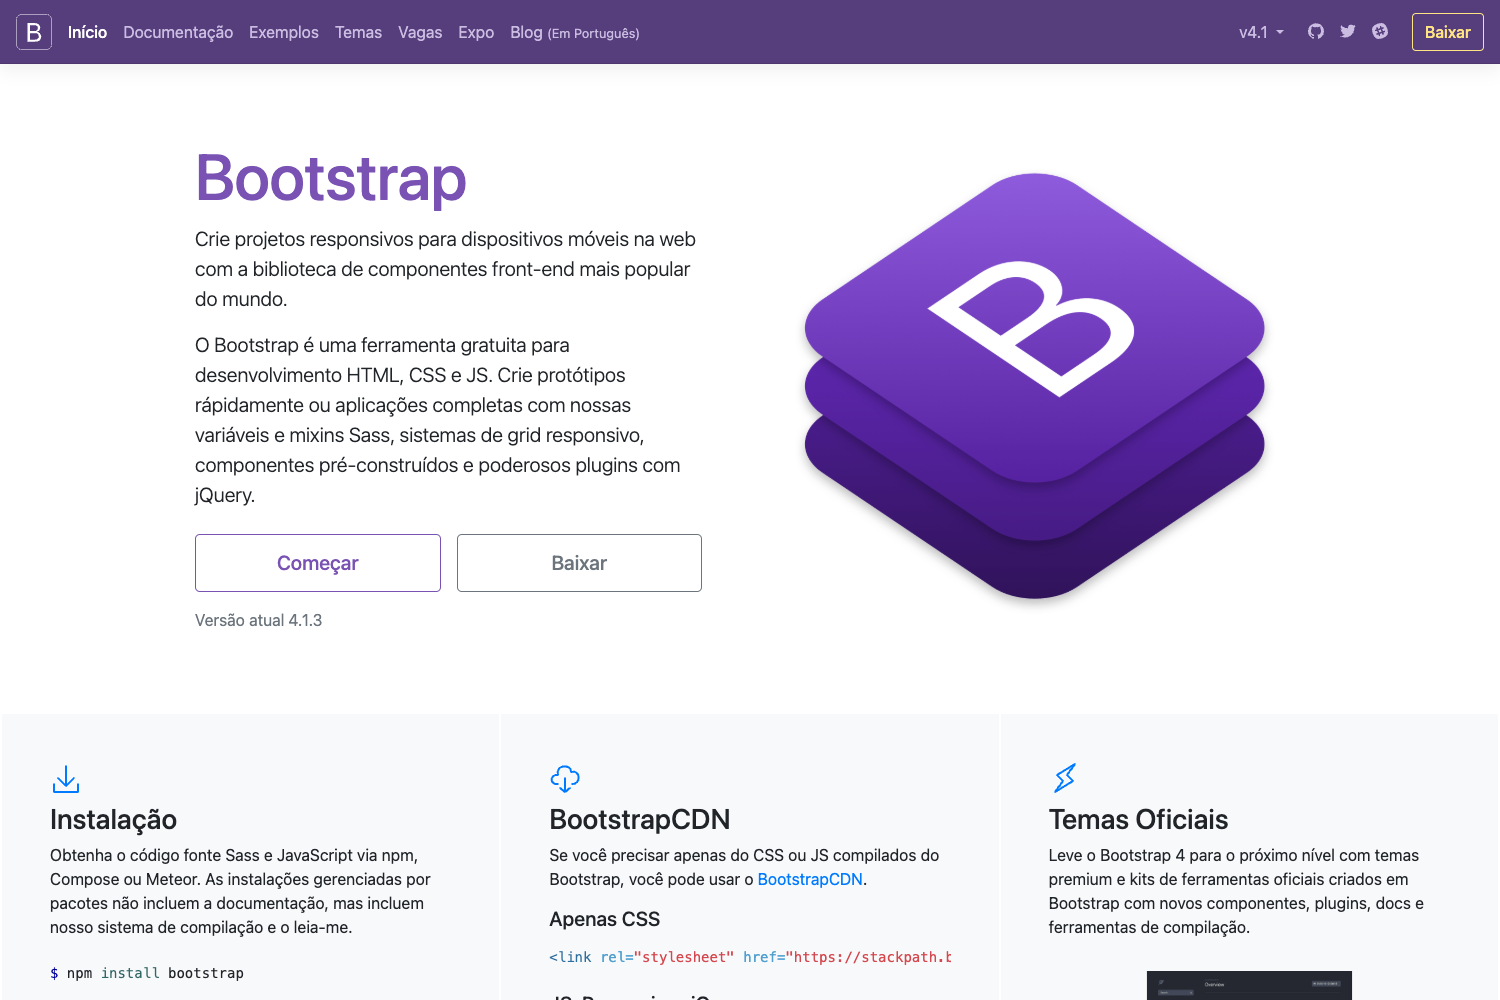 B Início Documentação Exemplos Temas Vagas Expo Blog (Em Português) v4.1 Baixar
Bootstrap
Crie projetos responsivos para dispositivos móveis na web
com a biblioteca de componentes front-end mais popular
do mundo.
O Bootstrap é uma ferramenta gratuita para
desenvolvimento HTML, CSS e JS. Crie protótipos
rápidamente ou aplicações completas com nossas
variáveis e mixins Sass, sistemas de grid responsivo,
componentes pré-construídos e poderosos plugins com
jQuery.
Começar Baixar
Versão atual 4.1.3
B
Instalação
Obtenha o código fonte Sass e JavaScript via npm,
Compose ou Meteor. As instalações gerenciadas por
pacotes não incluem a documentação, mas incluem
nosso sistema de compilação e o leia-me.
$ npm install bootstrap
BootstrapCDN
Se você precisar apenas do CSS ou JS compilados do
Bootstrap, você pode usar o BootstrapCDN.
Apenas CSS
<link rel="stylesheet" href="https://stackpath.b
Temas Oficiais
Leve o Bootstrap 4 para o próximo nível com temas
premium e kits de ferramentas oficiais criados em
Bootstrap com novos componentes, plugins, docs e
ferramentas de compilação.
Overview